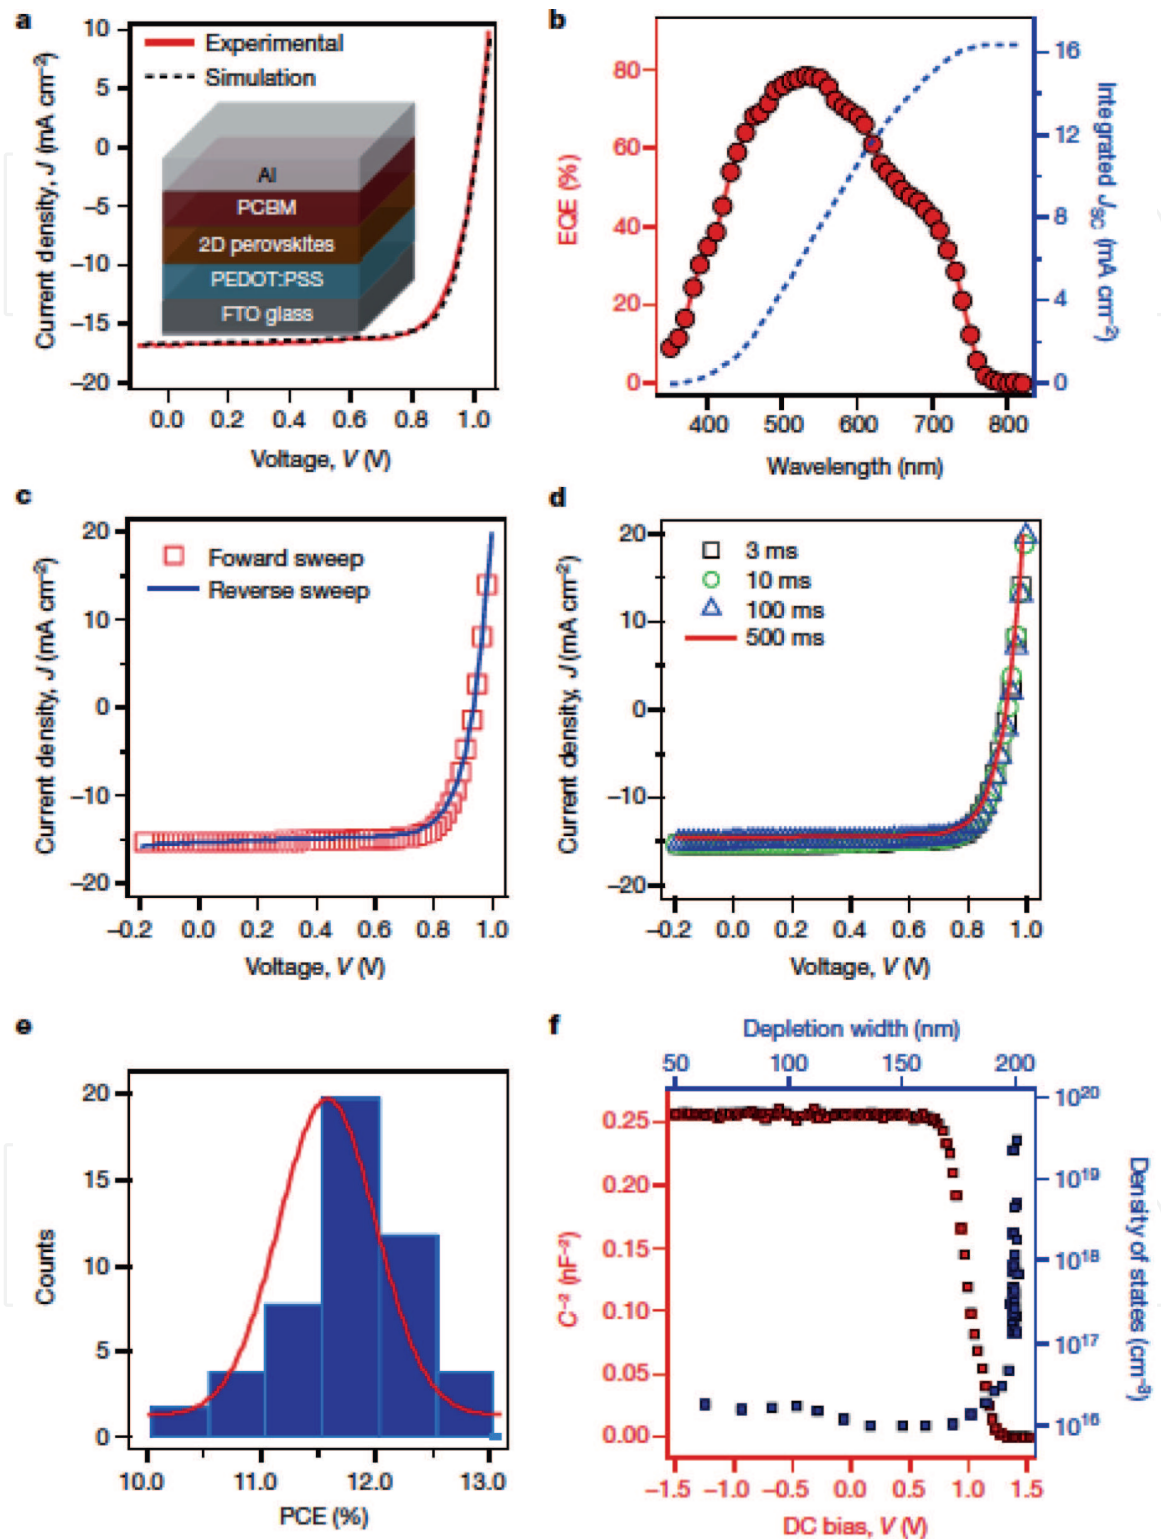 a
10
5
0
−5
−10
−15
−20
Current density, J (mA cm⁻²)
Experimental
Simulation
Al
PCBM
2D perovskites
PEDOT:PSS
FTO glass
0.0 0.2 0.4 0.6 0.8 1.0
Voltage, V (V)
b
80
60
40
20
0
EQE (%)
16
12
8
4
0
Integrated JSC (mA cm⁻²)
400 500 600 700 800
Wavelength (nm)
c
20
10
0
−10
−20
Current density, J (mA cm⁻²)
Foward sweep
Reverse sweep
−0.2 0.0 0.2 0.4 0.6 0.8 1.0
Voltage, V (V)
d
20
10
0
−10
−20
Current density, J (mA cm⁻²)
3 ms
10 ms
100 ms
500 ms
−0.2 0.0 0.2 0.4 0.6 0.8 1.0
Voltage, V (V)
e
20
15
10
5
0
Counts
10.0 11.0 12.0 13.0
PCE (%)
f
Depletion width (nm)
50 100 150 200
0.25
0.20
0.15
0.10
0.05
0.00
C⁻² (nF⁻²)
10²⁰
10¹⁹
10¹⁸
10¹⁷
10¹⁶
Density of states (cm⁻³)
−1.5 −1.0 −0.5 0.0 0.5 1.0 1.5
DC bias, V (V)